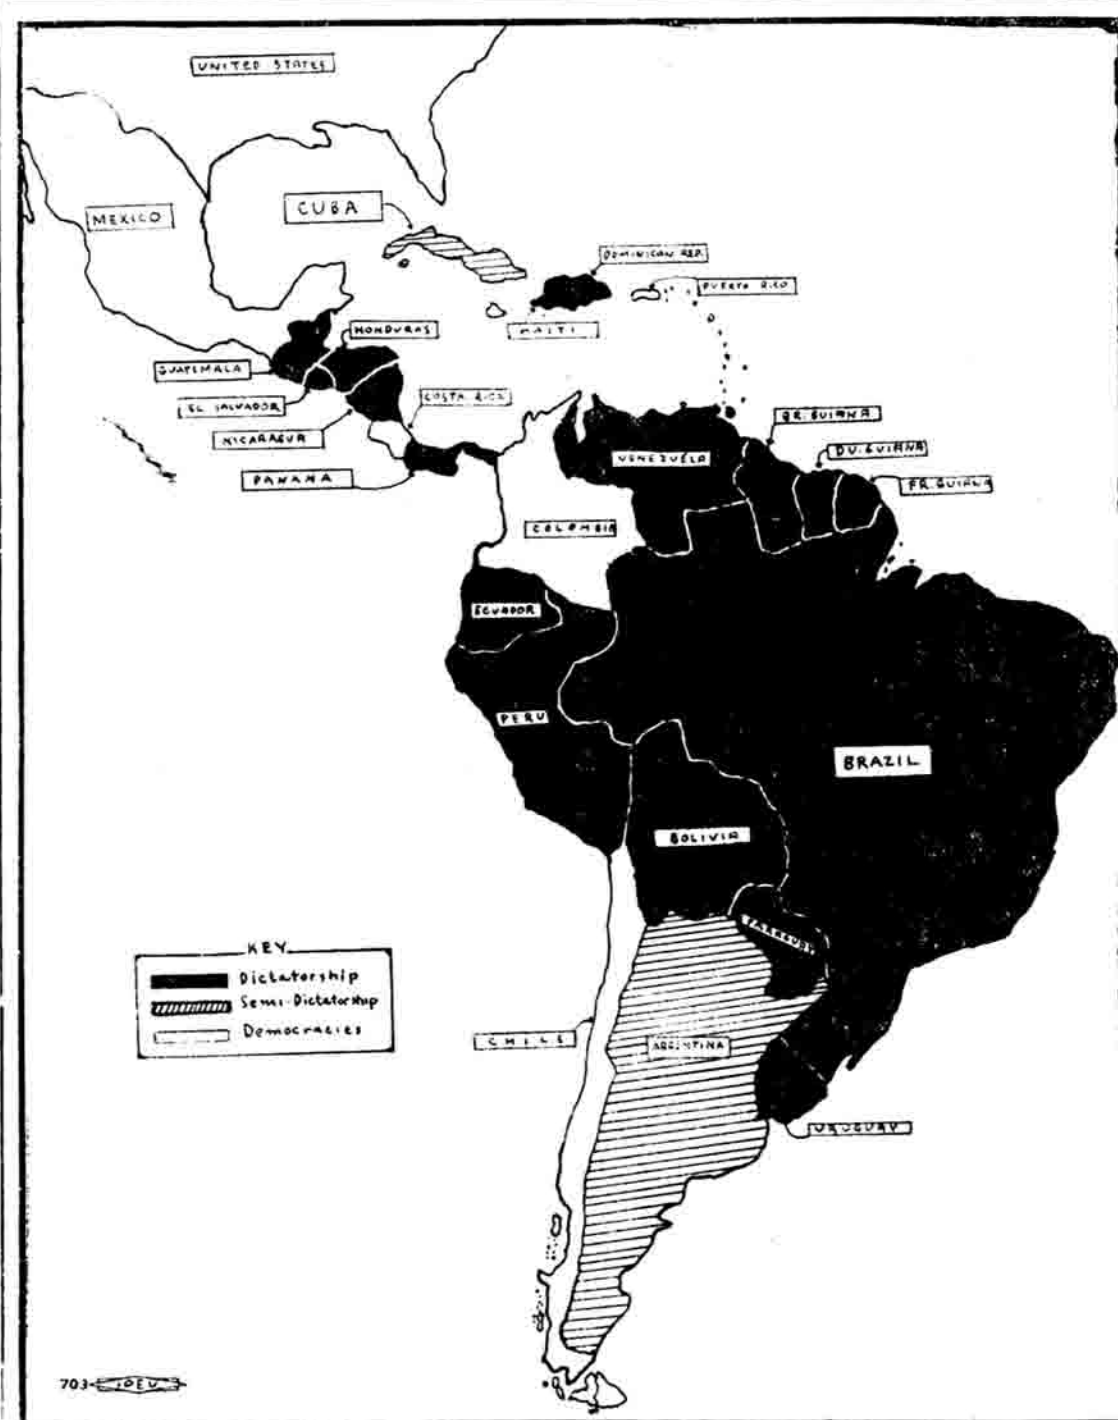 UNITED STATES
MEXICO
CUBA
DOMINICAN REP.
PUERTO RICO
HAITI
HONDURAS
GUATEMALA
EL SALVADOR
COSTA RICA
NICARAGUA
PANAMA
BR. GUIANA
DU. GUIANA
FR. GUIANA
VENEZUELA
COLOMBIA
ECUADOR
PERU
BRAZIL
BOLIVIA
PARAGUAY
KEY
Dictatorship
Semi-Dictatorship
Democracies
CHILE
ARGENTINA
URUGUAY
703